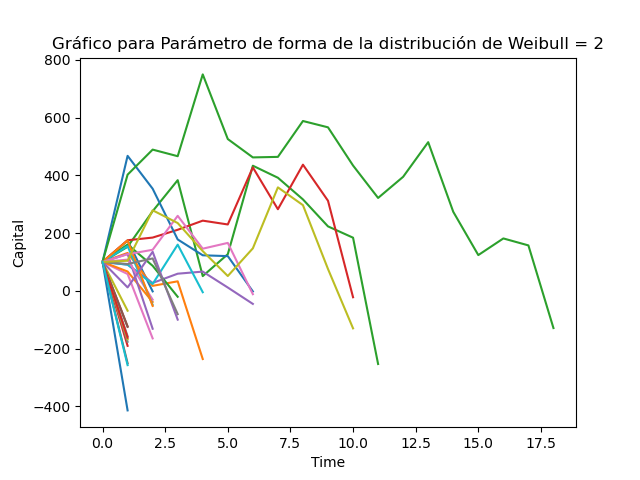 Gráfico para Parámetro de forma de la distribución de Weibull = 2
800
600
400
200
0
−200
−400
Capital
0.0 2.5 5.0 7.5 10.0 12.5 15.0 17.5
Time